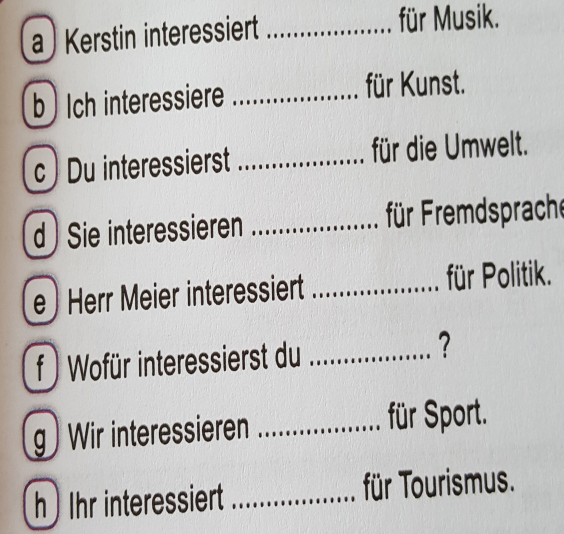 a Kerstin interessiert ................... für Musik.
b Ich interessiere ................... für Kunst.
c Du interessierst ................... für die Umwelt.
d Sie interessieren ................... für Fremdsprache
e Herr Meier interessiert ................... für Politik.
f Wofür interessierst du .................. ?
g Wir interessieren .................. für Sport.
h Ihr interessiert .................. für Tourismus.